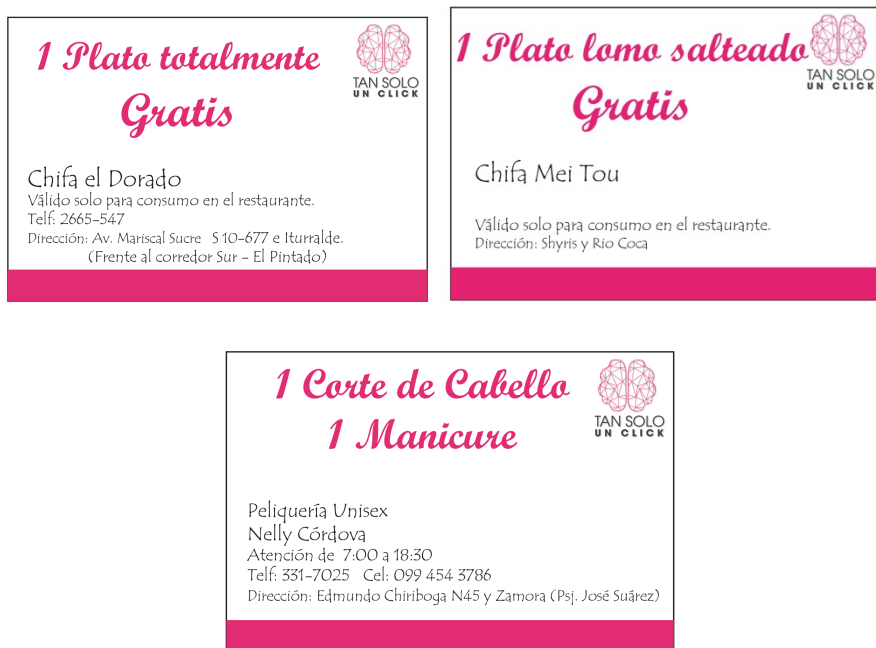 1 Plato totalmente
Gratis
TAN SOLO
UN CLICK
Chifa el Dorado
Válido solo para consumo en el restaurante.
Telf: 2665-547
Dirección: Av. Mariscal Sucre S 10-677 e Iturralde.
(Frente al corredor Sur - El Pintado)
1 Plato lomo salteado
Gratis
TAN SOLO
UN CLICK
Chifa Mei Tou
Válido solo para consumo en el restaurante.
Dirección: Shyris y Rio Coca
1 Corte de Cabello
1 Manicure
TAN SOLO
UN CLICK
Peliquería Unisex
Nelly Córdova
Atención de 7:00 a 18:30
Telf: 331-7025 Cel: 099 454 3786
Dirección: Edmundo Chiriboga N45 y Zamora (Psj. José Suárez)